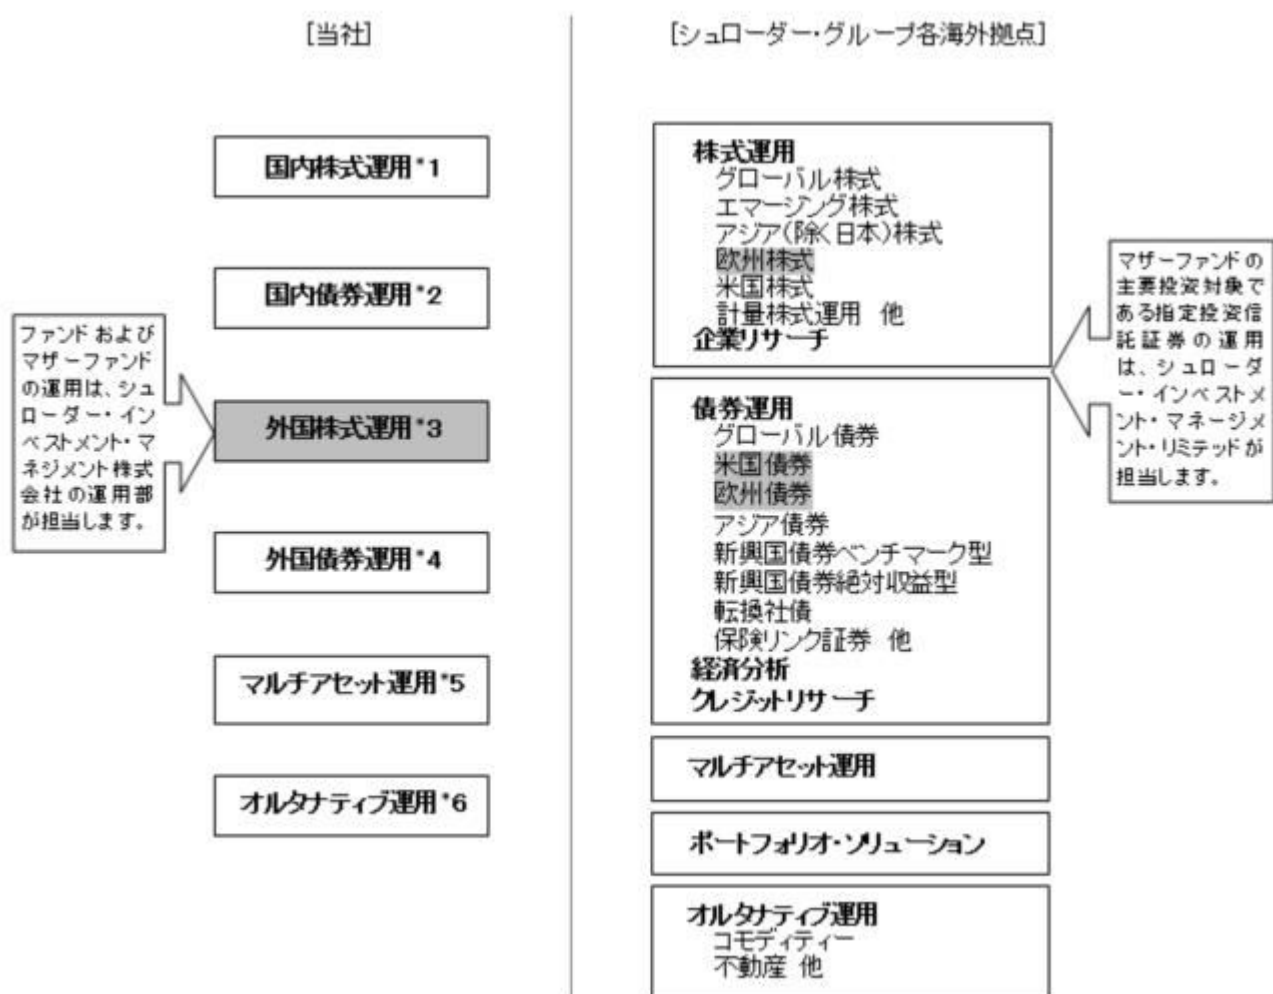 [当社]
国内株式運用*1
国内債券運用*2
ファンドおよび
マザーファンド
の運用は、シュ
ローダー・イン
ベストメント・マ
ネジメント株式
会社の運用部
が担当します。
外国株式運用*3
外国債券運用*4
マルチアセット運用*5
オルタナティブ運用*6
[シュローダー・グループ各海外拠点]
株式運用
グローバル株式
エマージング株式
アジア(除く日本)株式
欧州株式
米国株式
計量株式運用 他
企業リサーチ
マザーファンドの
主要投資対象で
ある指定投資信
託証券の運用
は、シュローダ
ー・インベストメ
ント・マネージメ
ント・リミテッドが
担当します。
債券運用
グローバル債券
米国債券
欧州債券
アジア債券
新興国債券ベンチマーク型
新興国債券絶対収益型
転換社債
保険リンク証券 他
経済分析
クレジットリサーチ
マルチアセット運用
ポートフォリオ・ソリューション
オルタナティブ運用
コモディティー
不動産 他